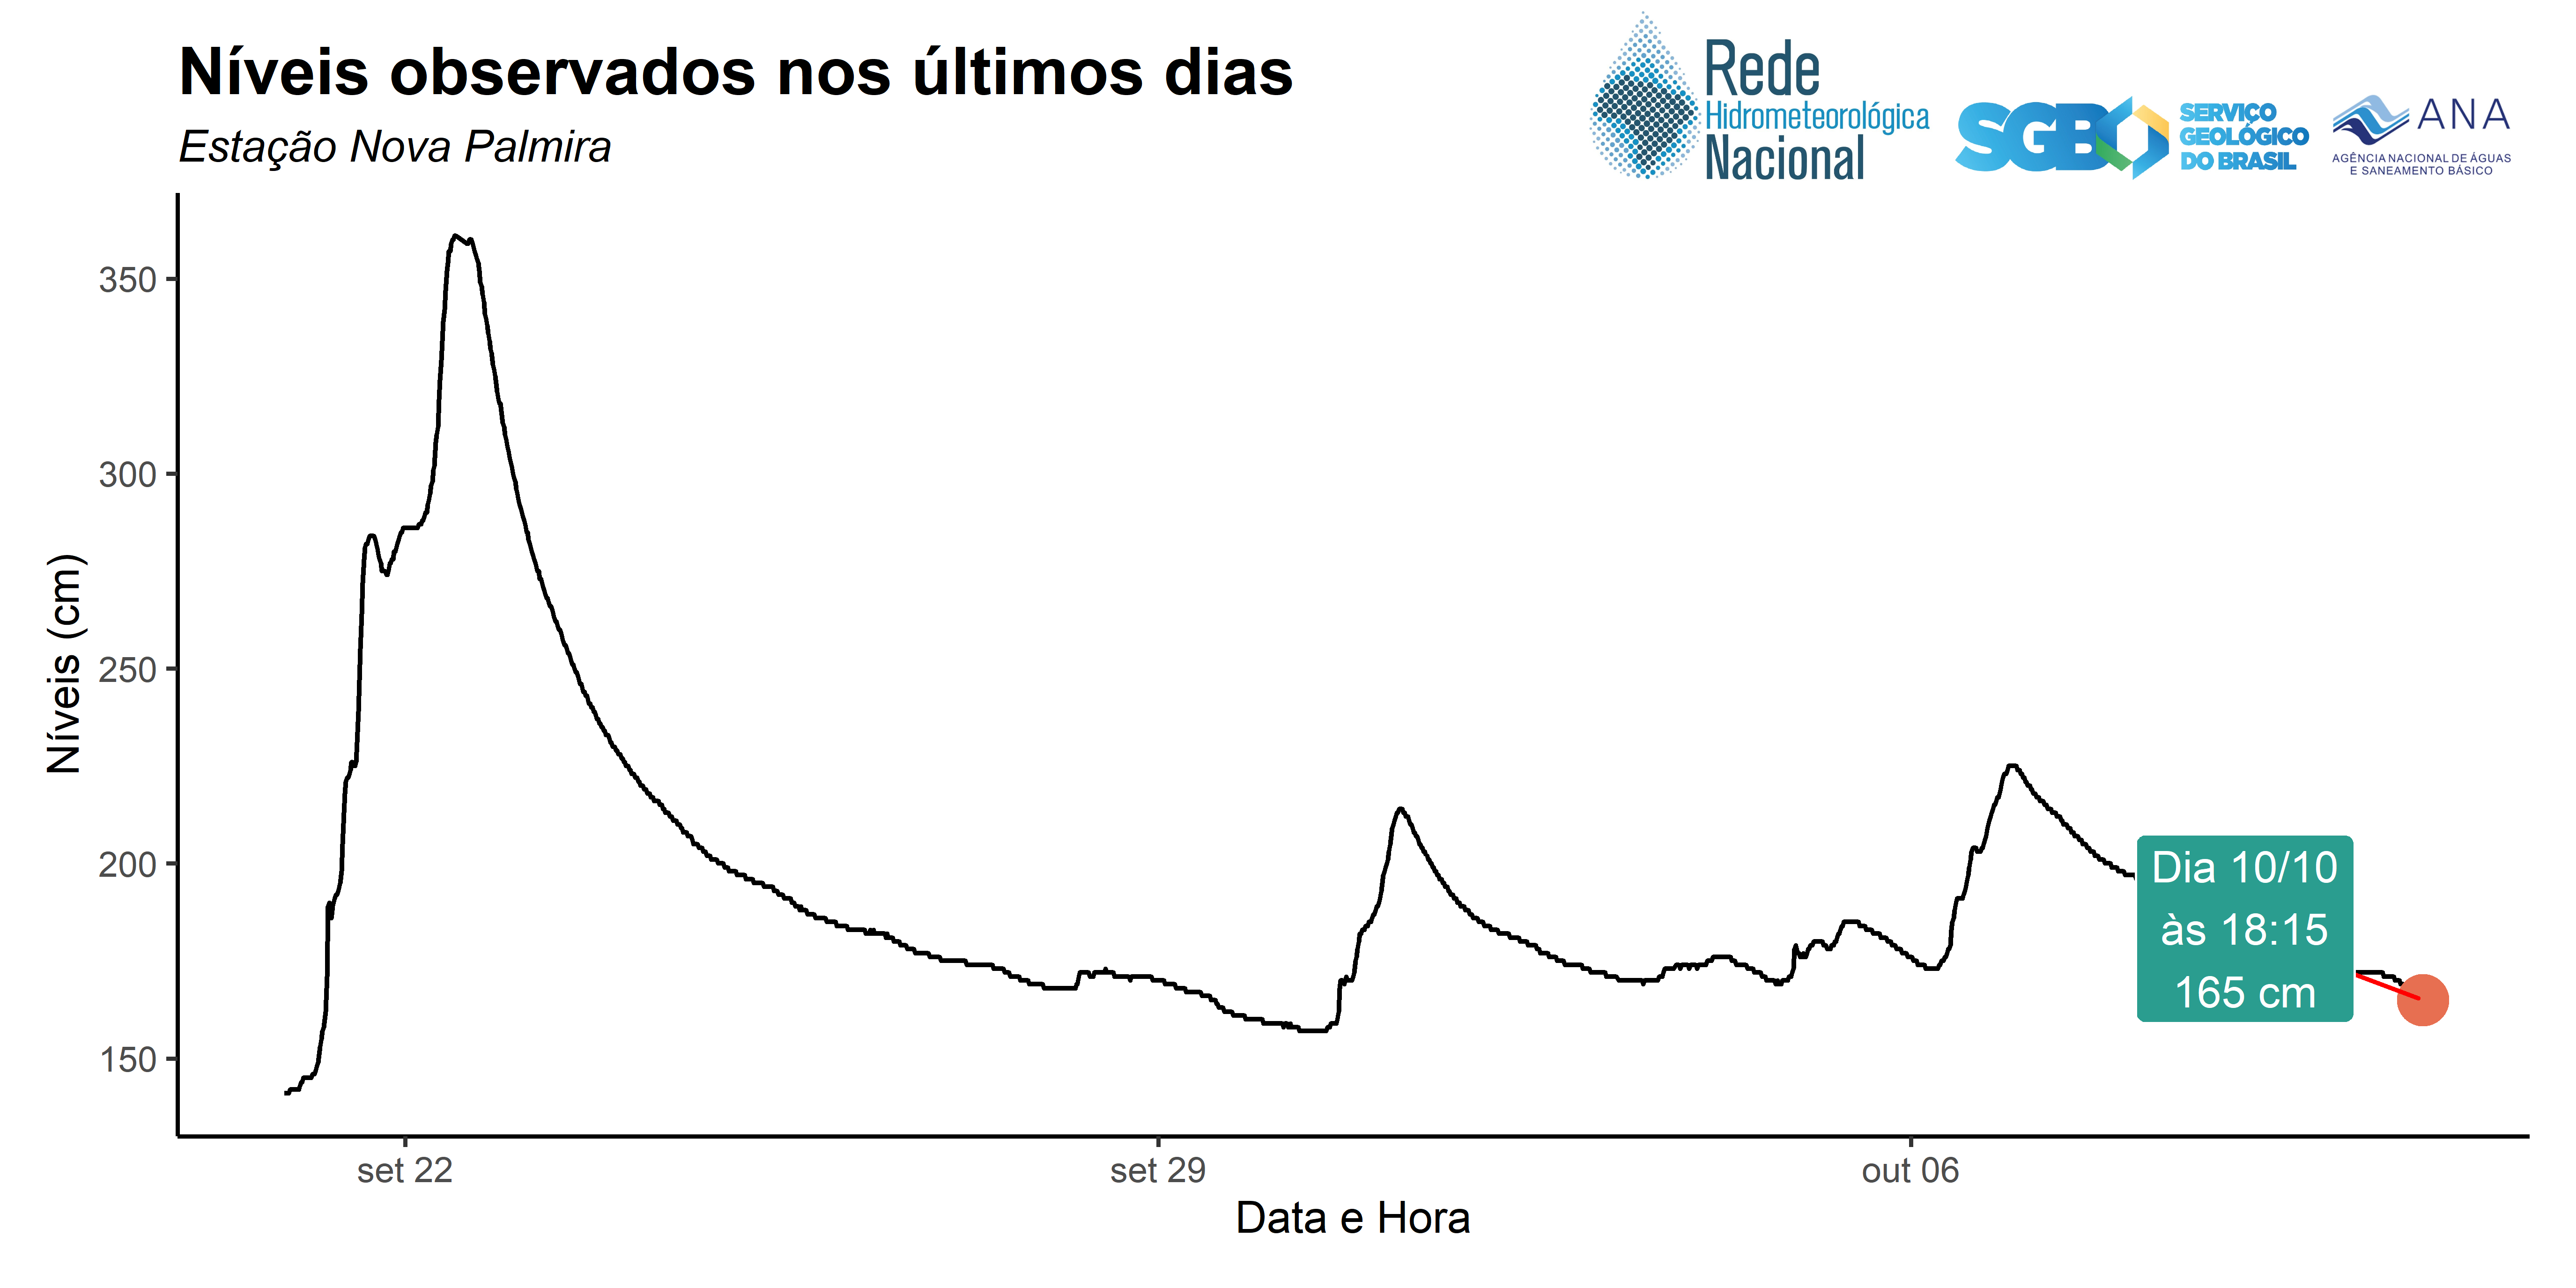 Níveis observados nos últimos dias
Estação Nova Palmira
Rede
Hidrometeorológica
Nacional
SGB
SERVIÇO
GEOLÓGICO
DO BRASIL
ANA
AGÊNCIA NACIONAL DE ÁGUAS
E SANEAMENTO BÁSICO
Níveis (cm)
350
300
250
200
150
Dia 10/10
às 18:15
165 cm
set 22
set 29
out 06
Data e Hora